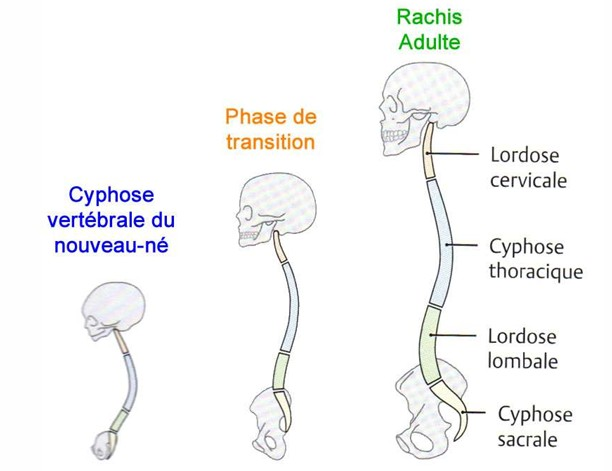 Rachis
Adulte
Phase de
transition
Cyphose
vertébrale du
nouveau-né
Lordose
cervicale
Cyphose
thoracique
Lordose
lombale
Cyphose
sacrale